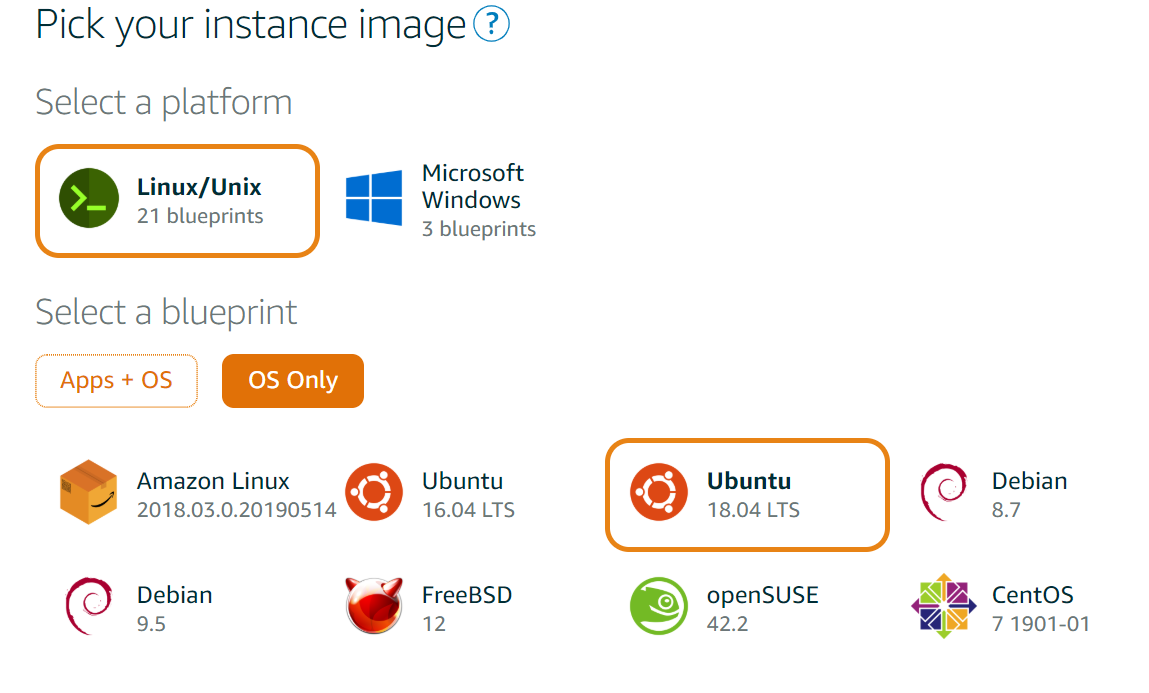 Pick your instance image ?
Select a platform
Linux/Unix
21 blueprints
Microsoft
Windows
3 blueprints
Select a blueprint
Apps + OS
OS Only
Amazon Linux
2018.03.0.20190514
Ubuntu
16.04 LTS
Ubuntu
18.04 LTS
Debian
8.7
Debian
9.5
FreeBSD
12
openSUSE
42.2
CentOS
7 1901-01